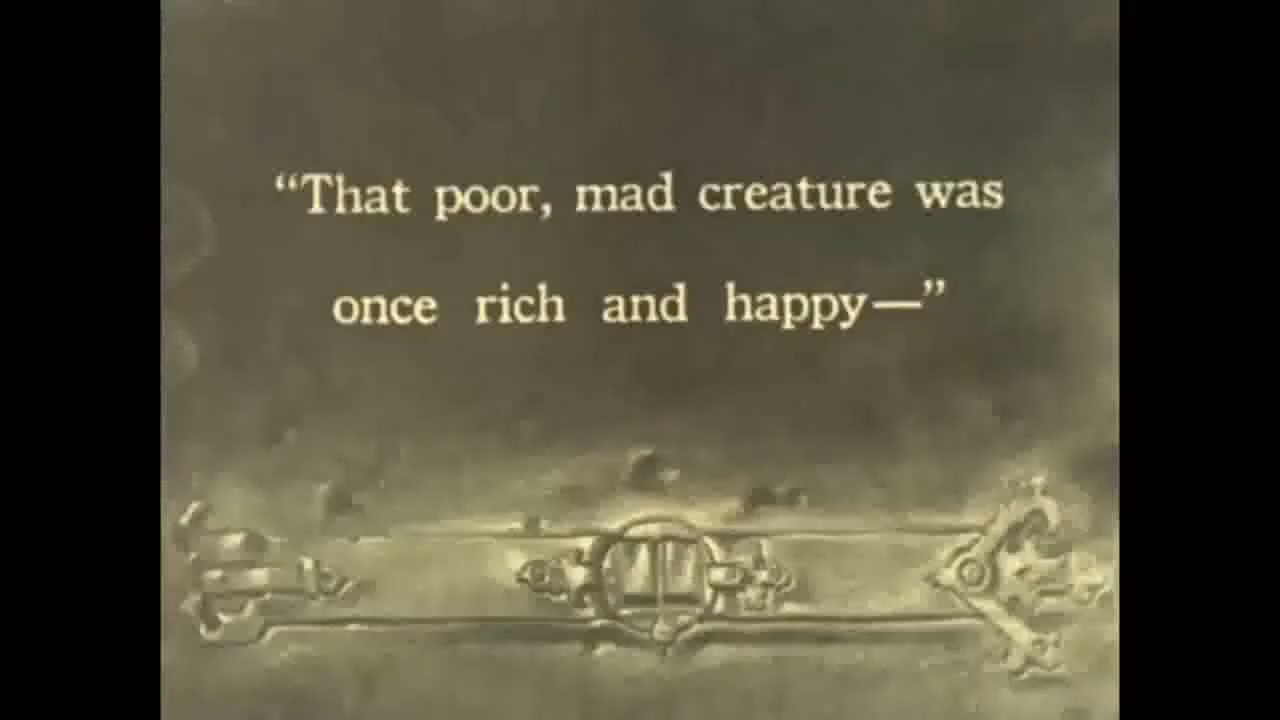 “That poor, mad creature was
once rich and happy—”